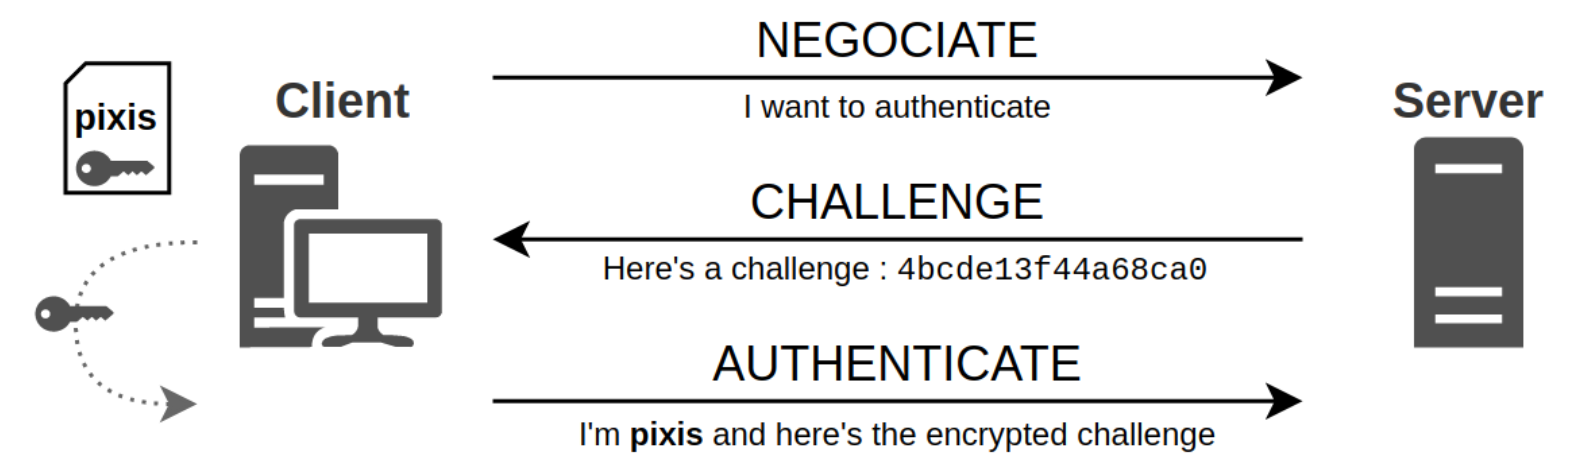 NEGOCIATE
I want to authenticate
pixis
Client
Server
CHALLENGE
Here's a challenge : 4bcde13f44a68ca0
AUTHENTICATE
I'm pixis and here's the encrypted challenge